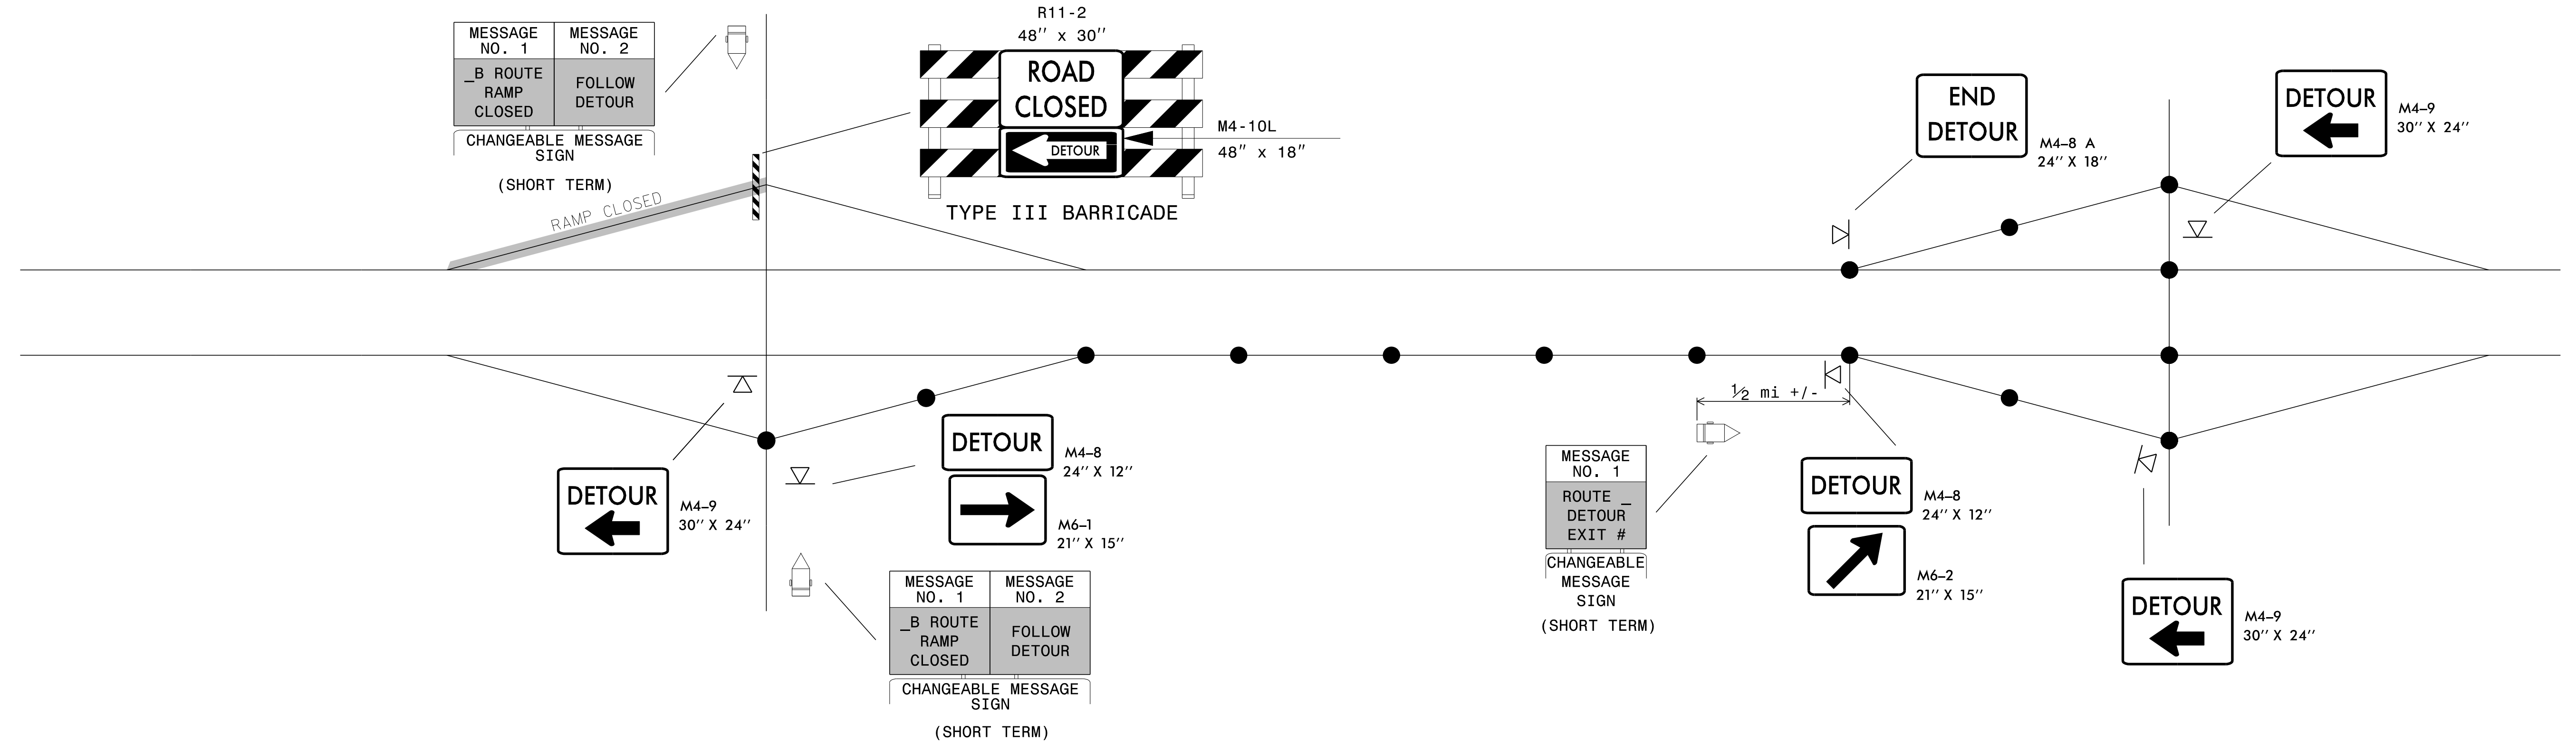 MESSAGE NO. 1
MESSAGE NO. 2
_B ROUTE
RAMP
CLOSED
FOLLOW
DETOUR
CHANGEABLE MESSAGE
SIGN
(SHORT TERM)
RAMP CLOSED
R11-2
48" x 30"
ROAD
CLOSED
DETOUR
M4-10L
48" x 18"
TYPE III BARRICADE
END
DETOUR
M4-8 A
24" X 18"
DETOUR
M4-9
30" X 24"
DETOUR
M4-9
30" X 24"
DETOUR
M4-8
24" X 12"
M6-1
21" X 15"
MESSAGE NO. 1
MESSAGE NO. 2
_B ROUTE
RAMP
CLOSED
FOLLOW
DETOUR
CHANGEABLE MESSAGE
SIGN
(SHORT TERM)
1/2 mi +/-
MESSAGE
NO. 1
ROUTE _
DETOUR
EXIT #
CHANGEABLE
MESSAGE
SIGN
(SHORT TERM)
DETOUR
M4-8
24" X 12"
M6-2
21" X 15"
DETOUR
M4-9
30" X 24"